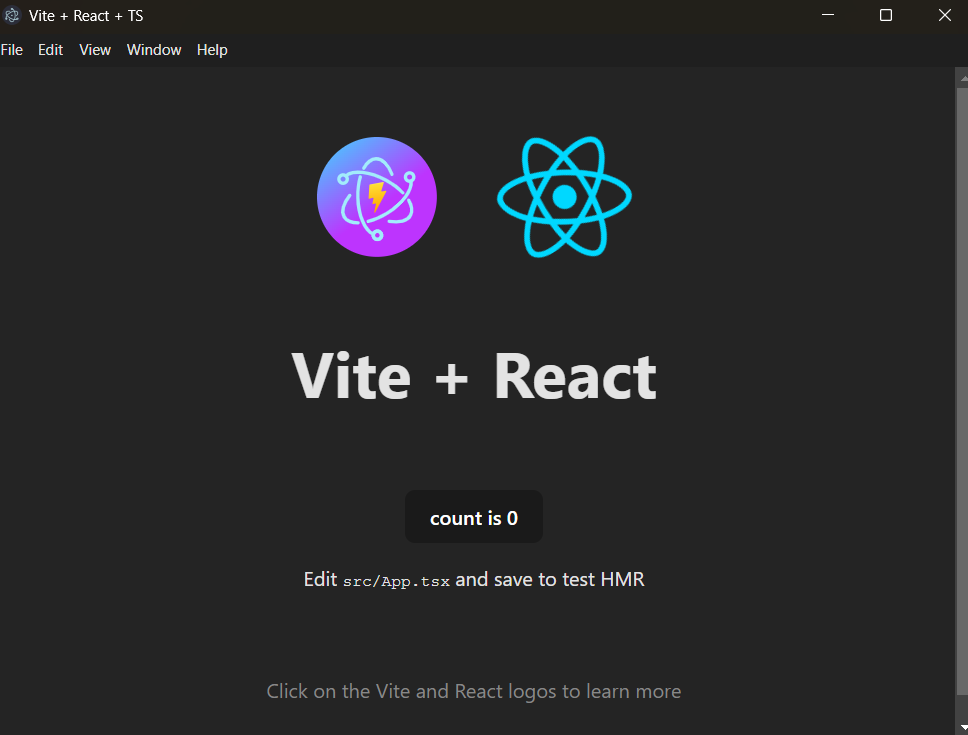 Vite + React + TS
File Edit View Window Help
Vite + React
count is 0
Edit src/App.tsx and save to test HMR
Click on the Vite and React logos to learn more